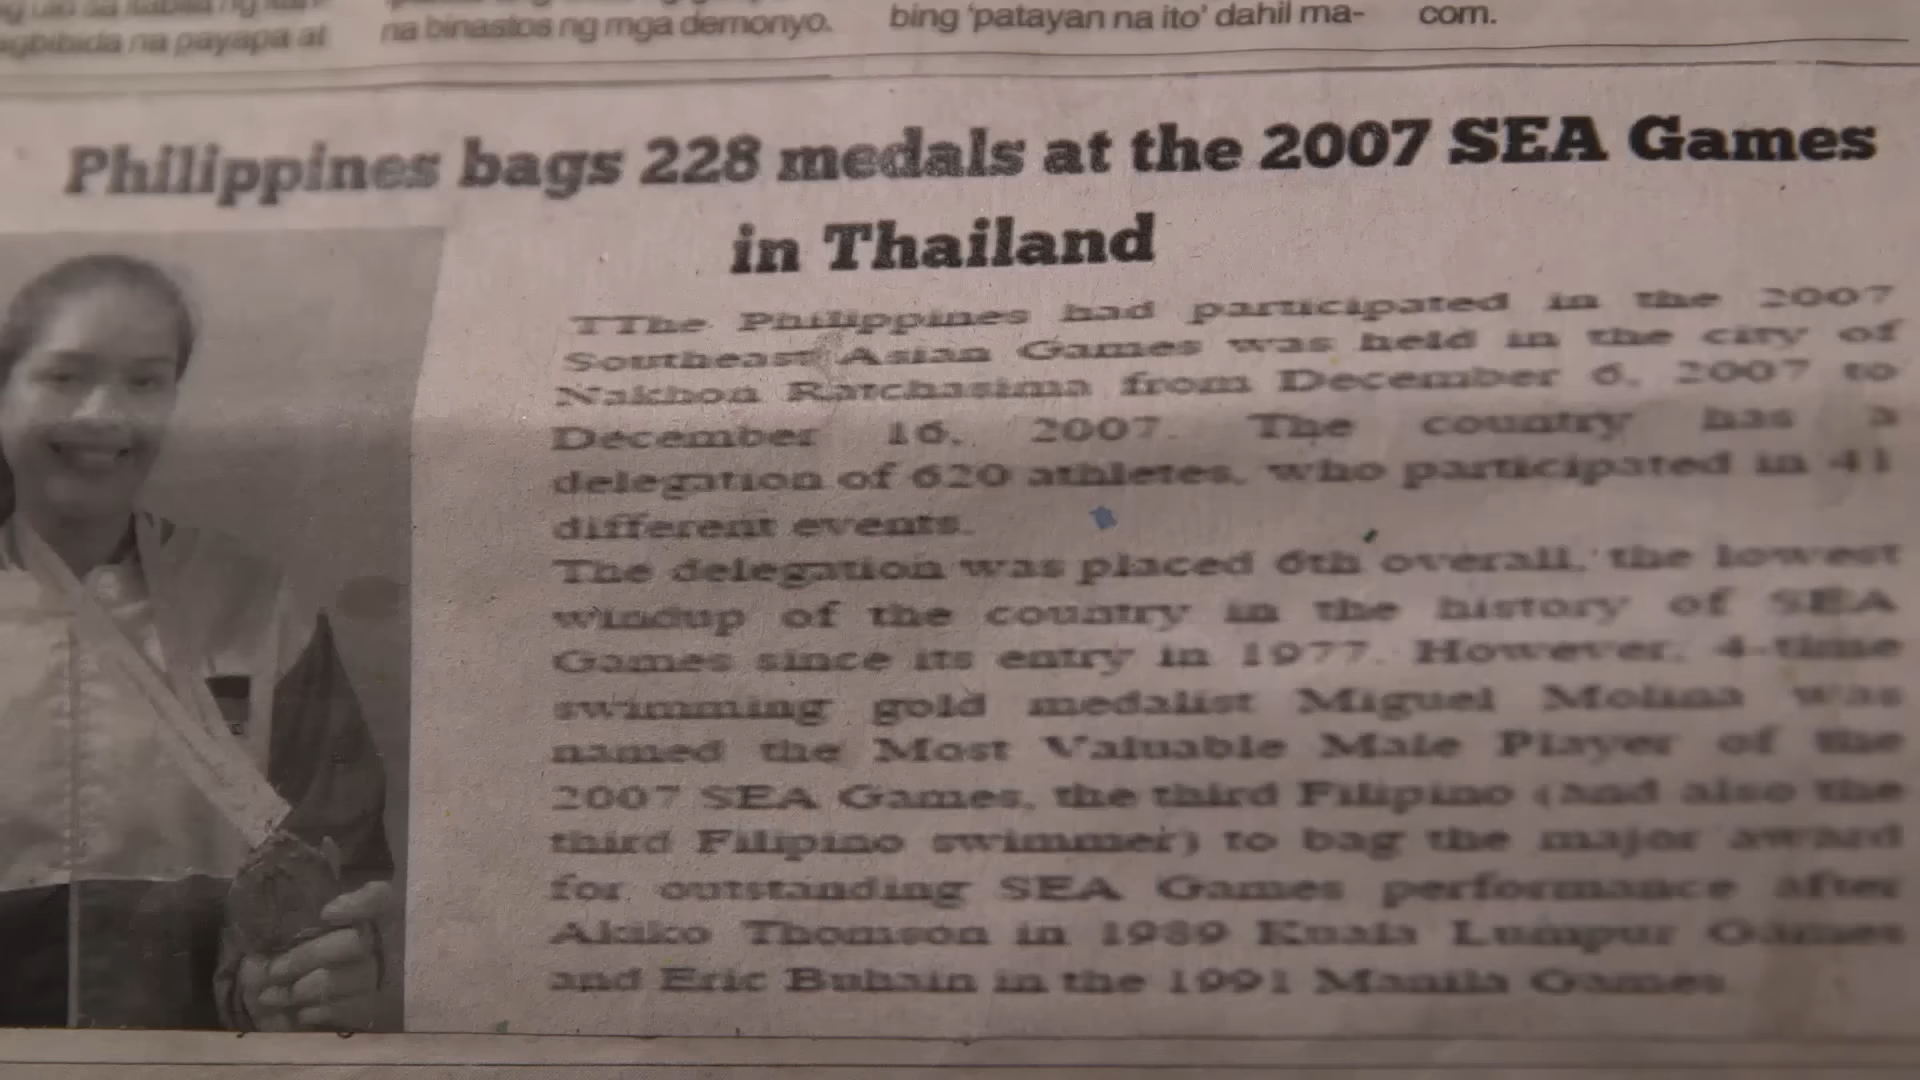 na payapa at
na binastos ng mga demonyo.
bing 'patayan na ito' dahil ma-
com.
Philippines bags 228 medals at the 2007 SEA Games
in Thailand
TThe Philippines had participated in the 2007
Southeast Asian Games was held in the city of
Nakhon Ratchasima from December 6, 2007 to
December 16, 2007. The country has a
delegation of 620 athletes, who participated in 41
different events.
The delegation was placed 6th overall, the lowest
windup of the country in the history of SEA
Games since its entry in 1977. However, 4-time
swimming gold medalist Miguel Molina was
named the Most Valuable Male Player of the
2007 SEA Games, the third Filipino (and also the
third Filipino swimmer) to bag the major award
for outstanding SEA Games performance after
Akiko Thomson in 1989 Kuala Lumpur Games
and Eric Buhain in the 1991 Manila Games